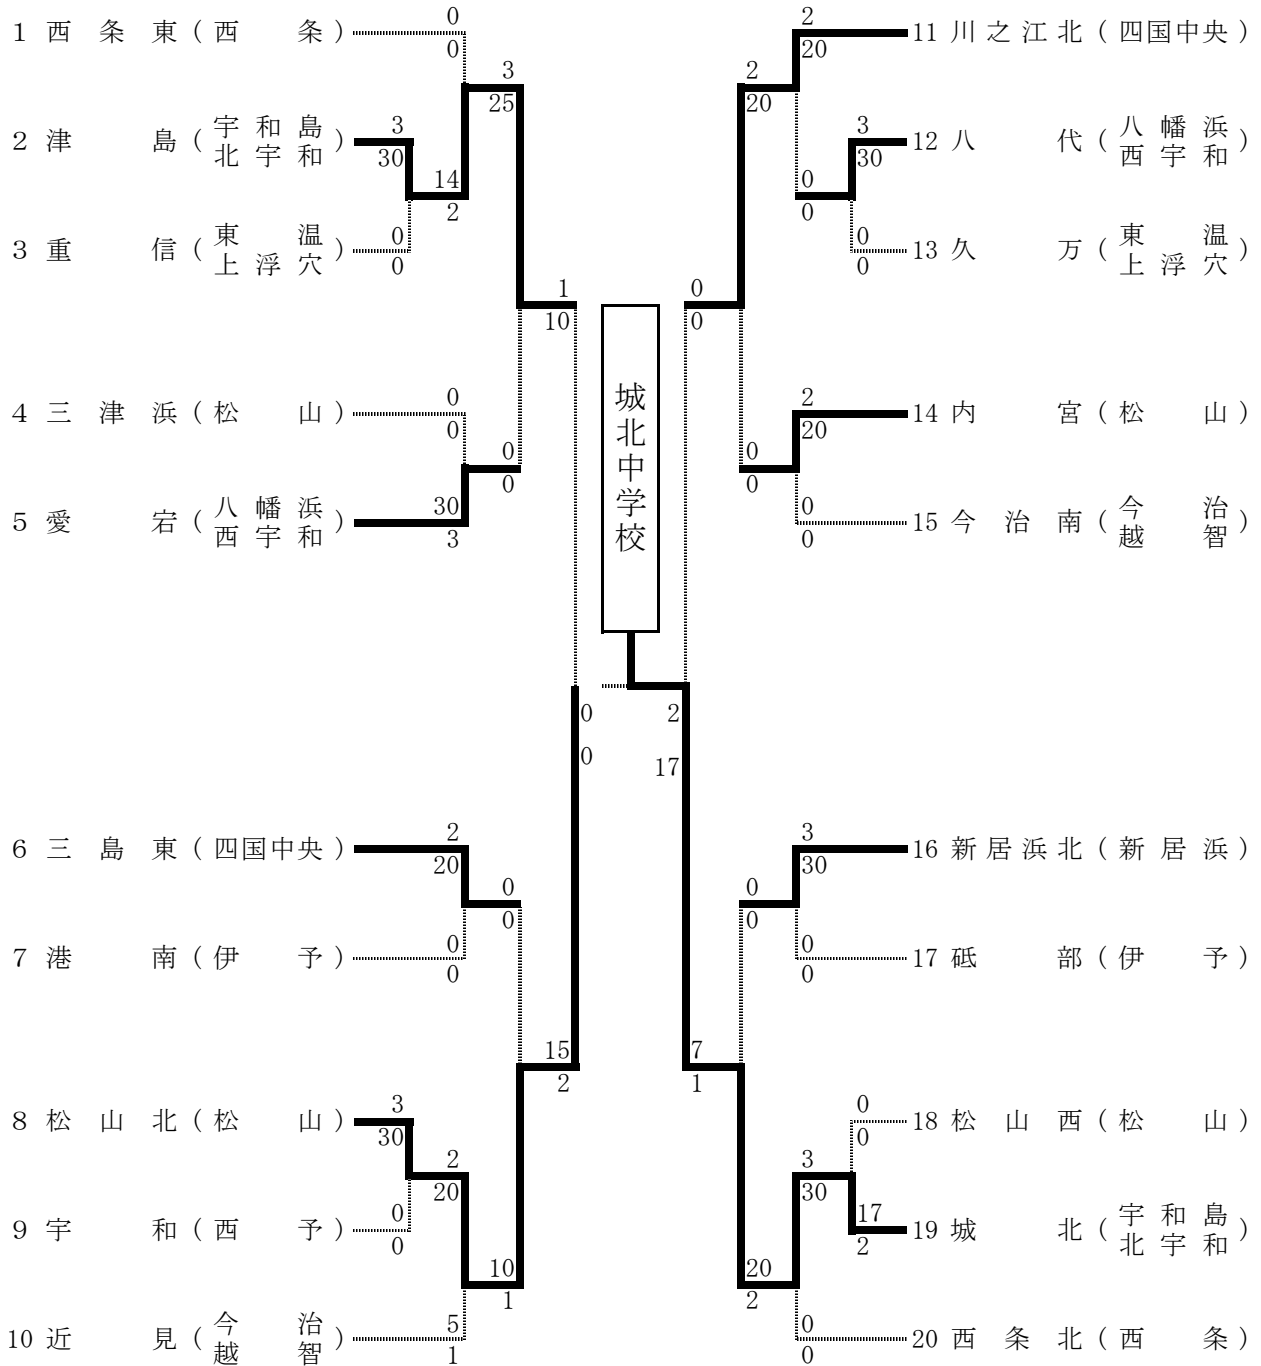 1 西条東(西条) 0
0
3
25
2 津島(宇和島
北宇和) 3
30
14
2
3 重信(東温
上浮穴) 0
0
1
10
4 三津浜(松山) 0
0
0
0
5 愛宕(八幡浜
西宇和) 30
3
0
0
6 三島東(四国中央) 2
20
0
0
7 港南(伊予) 0
0
15
2
8 松山北(松山) 3
30
2
20
9 宇和(西予) 0
0
10
1
10 近見(今治
越智) 5
1
城北中学校
2
17
2
20
11 川之江北(四国中央)
2
20
3
30
12 八代(八幡浜
西宇和)
0
0
0
0
13 久万(東温
上浮穴)
0
0
2
20
14 内宮(松山)
0
0
0
0
15 今治南(今治
越智)
3
30
16 新居浜北(新居浜)
0
0
0
0
17 砥部(伊予)
7
1
0
0
18 松山西(松山)
3
30
17
2
19 城北(宇和島
北宇和)
20
2
0
0
20 西条北(西条)